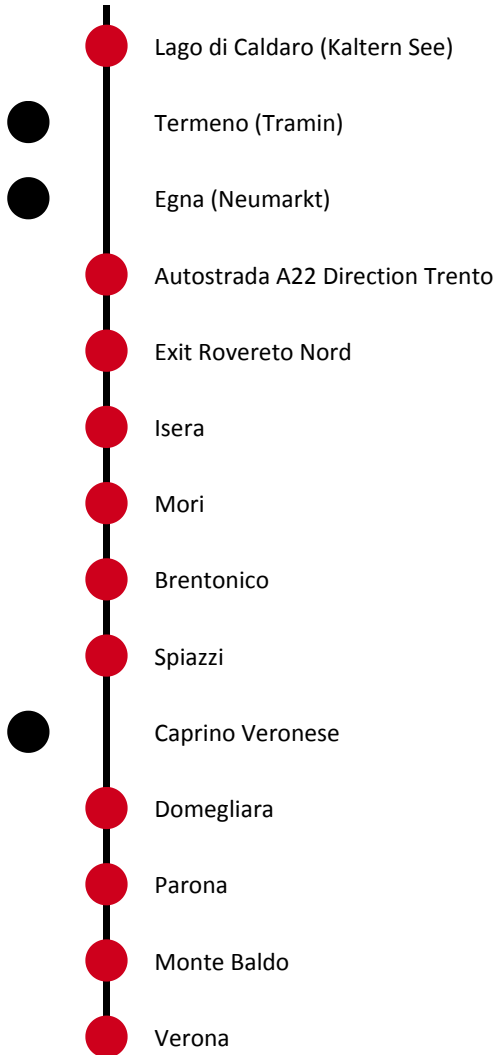 Lago di Caldaro (Kaltern See)
Termeno (Tramin)
Egna (Neumarkt)
Autostrada A22 Direction Trento
Exit Rovereto Nord
Isera
Mori
Brentonico
Spiazzi
Caprino Veronese
Domegliara
Parona
Monte Baldo
Verona